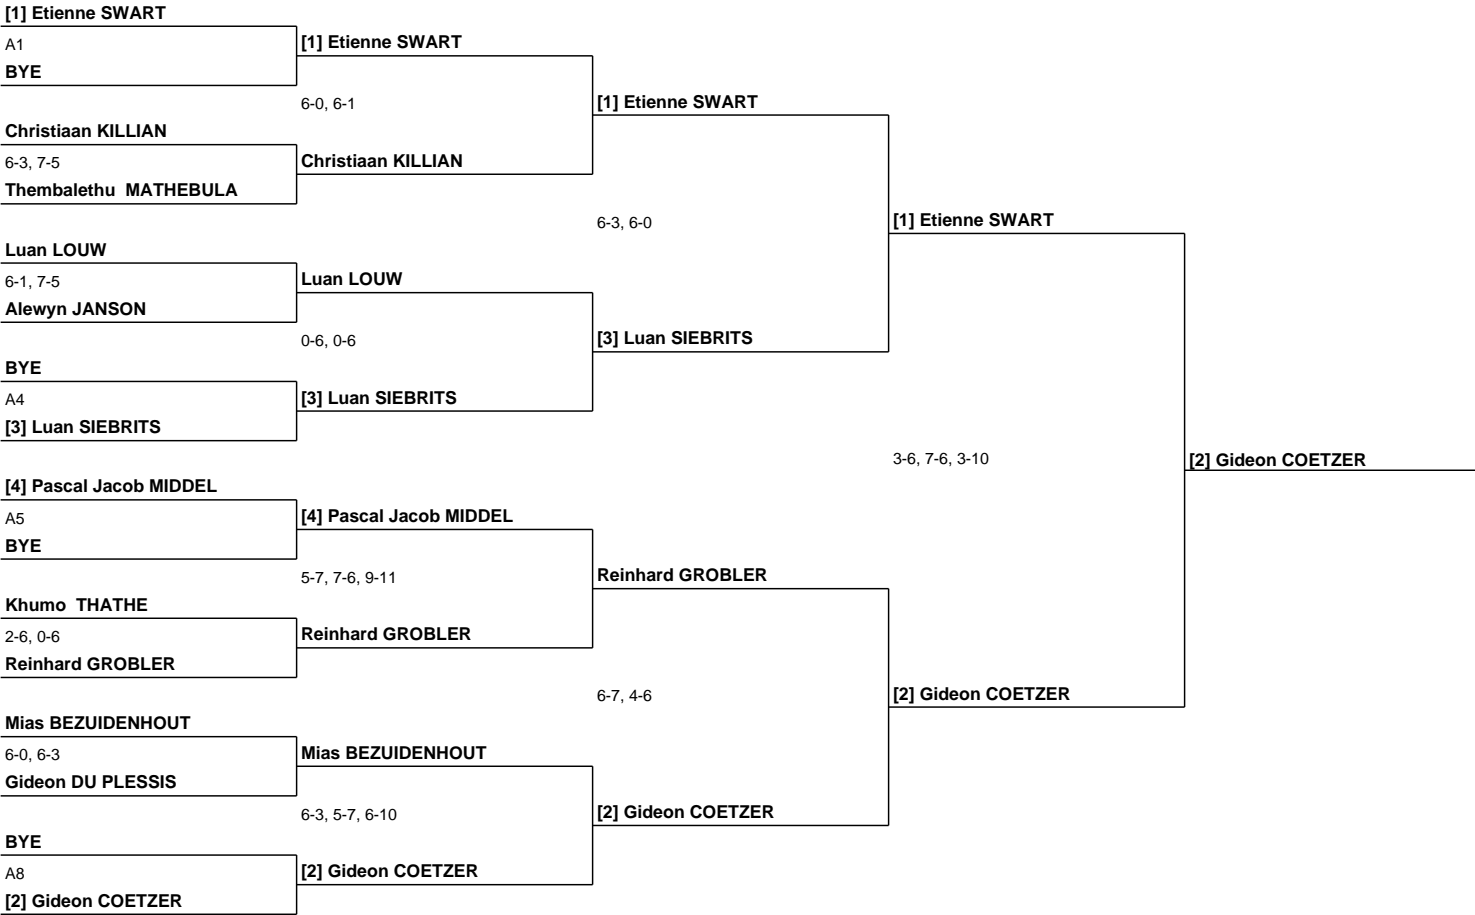 [1] Etienne SWART
A1
BYE
Christiaan KILLIAN
6-3, 7-5
Thembalethu  MATHEBULA
Luan LOUW
6-1, 7-5
Alewyn JANSON
BYE
A4
[3] Luan SIEBRITS
[4] Pascal Jacob MIDDEL
A5
BYE
Khumo  THATHE
2-6, 0-6
Reinhard GROBLER
Mias BEZUIDENHOUT
6-0, 6-3
Gideon DU PLESSIS
BYE
A8
[2] Gideon COETZER
[1] Etienne SWART
6-0, 6-1
Christiaan KILLIAN
Luan LOUW
0-6, 0-6
[3] Luan SIEBRITS
[4] Pascal Jacob MIDDEL
5-7, 7-6, 9-11
Reinhard GROBLER
Mias BEZUIDENHOUT
6-3, 5-7, 6-10
[2] Gideon COETZER
[1] Etienne SWART
6-3, 6-0
[3] Luan SIEBRITS
Reinhard GROBLER
6-7, 4-6
[2] Gideon COETZER
[1] Etienne SWART
3-6, 7-6, 3-10
[2] Gideon COETZER
[2] Gideon COETZER